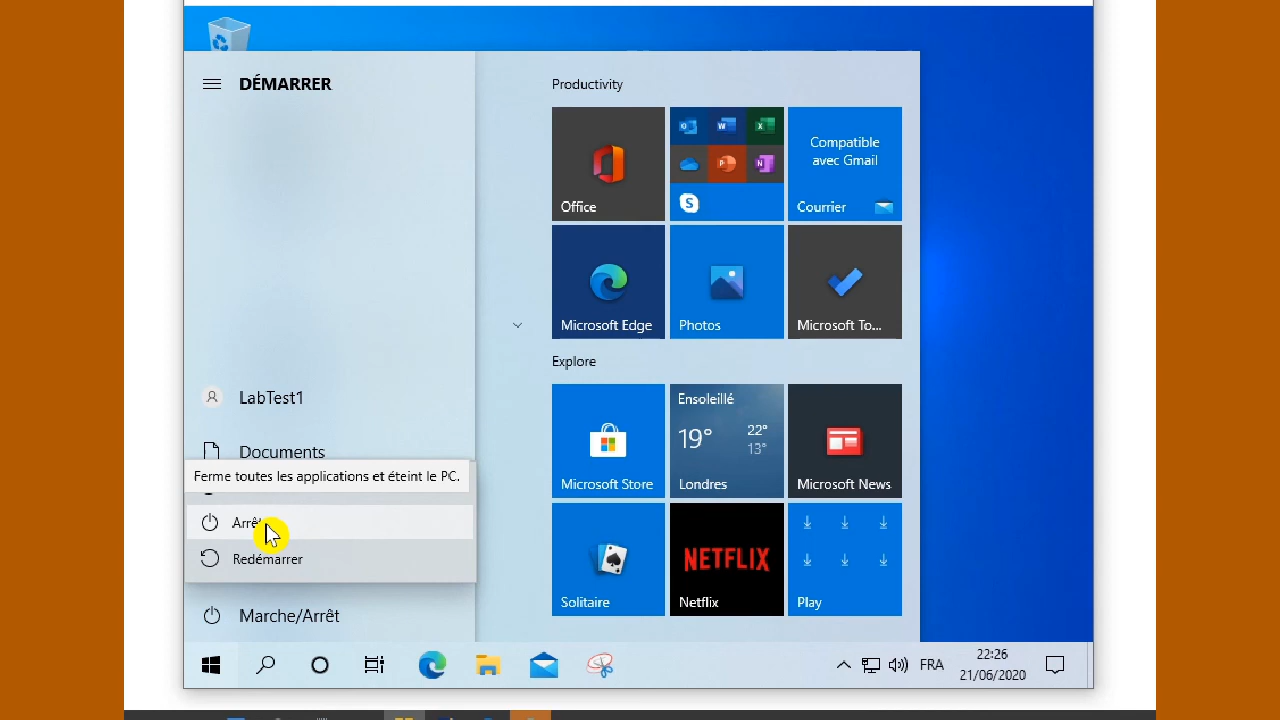 DÉMARRER
LabTest1
Documents
Ferme toutes les applications et éteint le PC.
Redémarrer
Marche/Arrêt
Productivity
Office
Compatible
avec Gmail
Courrier
Microsoft Edge
Photos
Microsoft To...
Explore
Microsoft Store
Ensoleillé
19° 22°
13°
Londres
Microsoft News
Solitaire
NETFLIX
Netflix
Play
FRA
22:26
21/06/2020